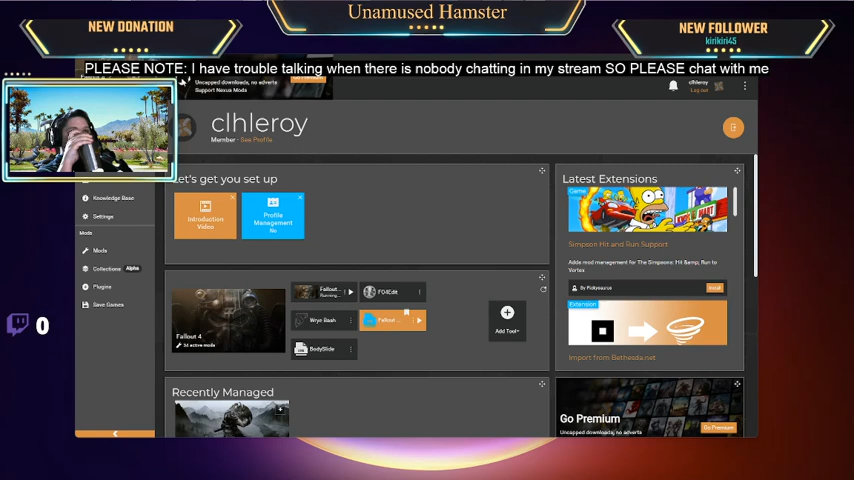 Unamused Hamster
NEW DONATION
NEW FOLLOWER
kirikiri45
PLEASE NOTE: I have trouble talking when there is nobody chatting in my stream SO PLEASE chat with me
Uncapped downloads, no adverts
Support Nexus Mods
clhleroy
Log out
clhleroy
Member - See Profile
Let's get you set up
Introduction
Video
Profile
Management
No
Latest Extensions
Game
Simpson Hit and Run Support
Adds mod management for The Simpsons: Hit &amp; Run to
Vortex
By Pickysaurus
Install
Extension
Import from Bethesda.net
Knowledge Base
Settings
Mods
Mods
Collections Alpha
Plugins
Save Games
0
Fallout 4
54 active mods
Fallout...
Running...
FO4Edit
Wrye Bash
Fallout ...
BodySlide
Add Tool
Recently Managed
Go Premium
Uncapped downloads, no adverts
Go Premium